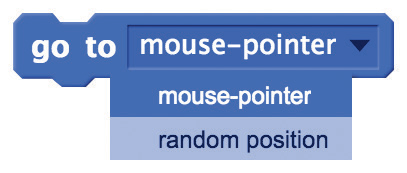 go to mouse-pointer
mouse-pointer
random position